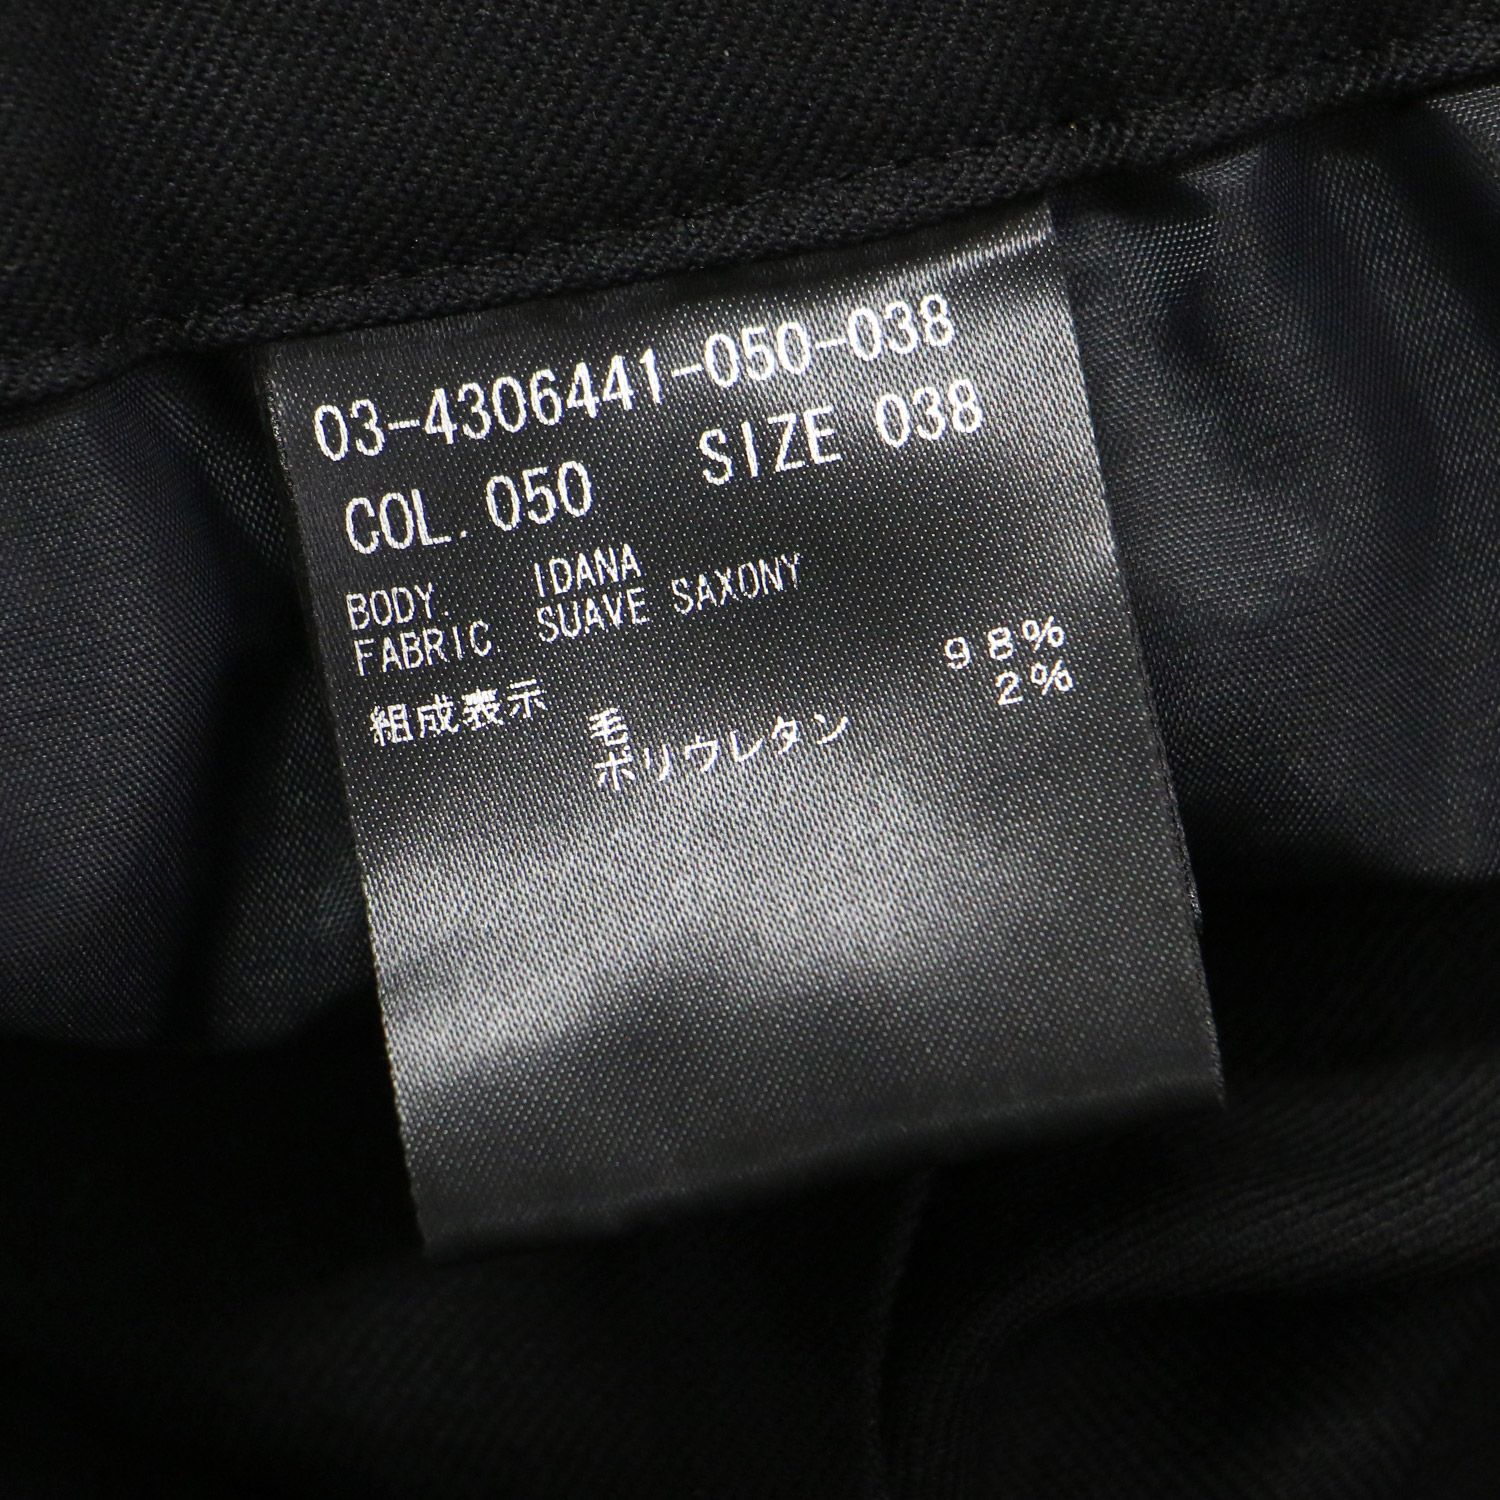 03-4306441-050-038
COL. 050 SIZE 038
BODY. IDANA
FABRIC SUAVE SAXONY
組成表示 毛 98%
ポリウレタン 2%